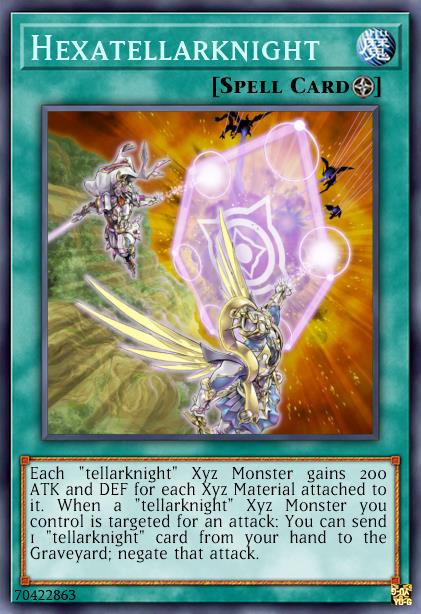 Hexatellarknight
魔
[Spell Card]
Each "tellarknight" Xyz Monster gains 200
ATK and DEF for each Xyz Material attached to
it. When a "tellarknight" Xyz Monster you
control is targeted for an attack: You can send
1 "tellarknight" card from your hand to the
Graveyard; negate that attack.
70422863